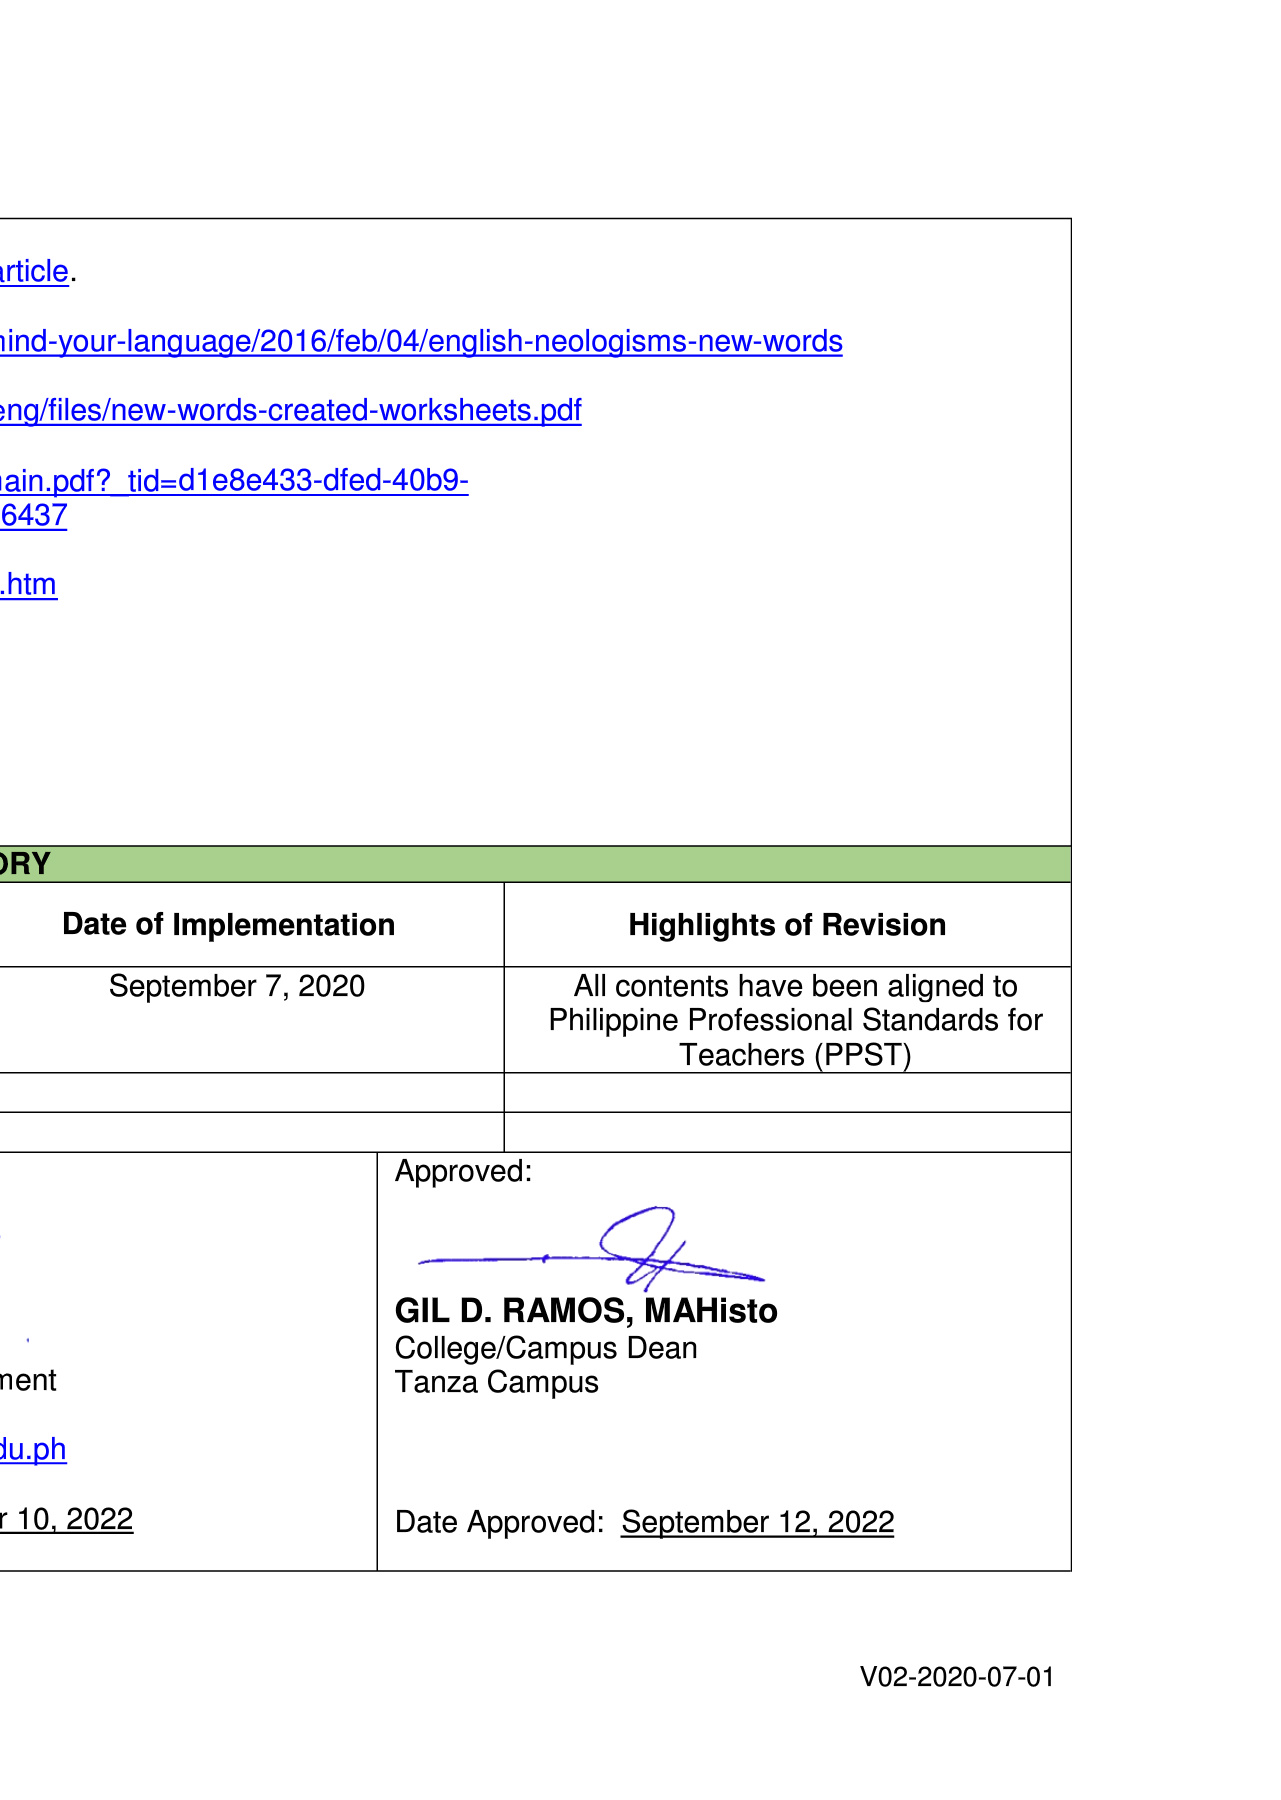 article.
mind-your-language/2016/feb/04/english-neologisms-new-words
eng/files/new-words-created-worksheets.pdf
main.pdf?_tid=d1e8e433-dfed-40b9-
6437
.htm
ORY
Date of Implementation
Highlights of Revision
September 7, 2020
All contents have been aligned to
Philippine Professional Standards for
Teachers (PPST)
Approved:
GIL D. RAMOS, MAHisto
College/Campus Dean
Tanza Campus
ment
du.ph
r 10, 2022
Date Approved: September 12, 2022
V02-2020-07-01